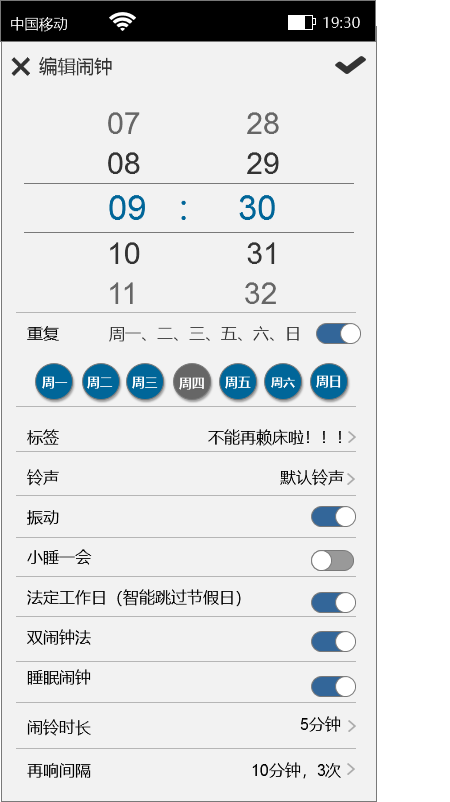 中国移动 19:30
编辑闹钟
07 28
08 29
09 : 30
10 31
11 32
重复 周一、二、三、五、六、日
周一 周二 周三 周四 周五 周六 周日
标签 不能再赖床啦！！！
铃声 默认铃声
振动
小睡一会
法定工作日（智能跳过节假日）
双闹钟法
睡眠闹钟
闹铃时长 5分钟
再响间隔 10分钟，3次